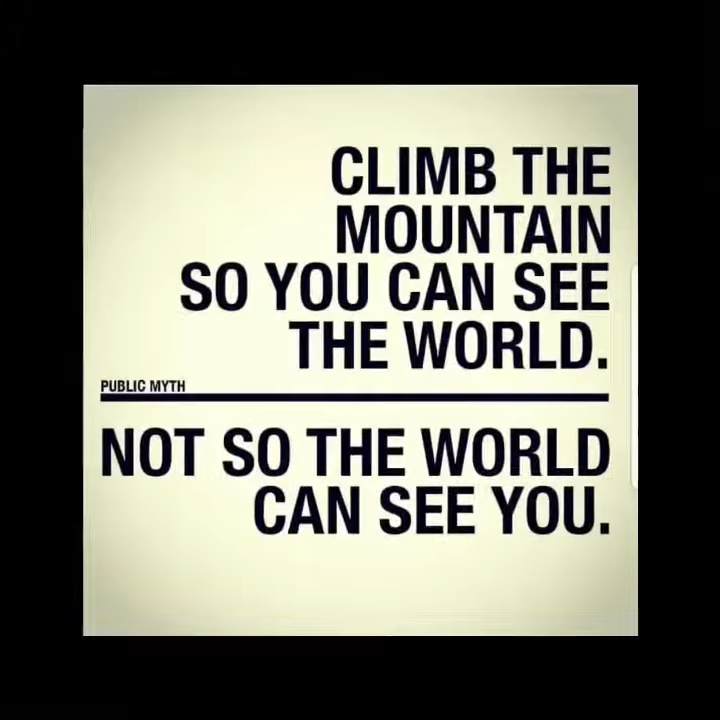 CLIMB THE
MOUNTAIN
SO YOU CAN SEE
THE WORLD.
PUBLIC MYTH
NOT SO THE WORLD
CAN SEE YOU.